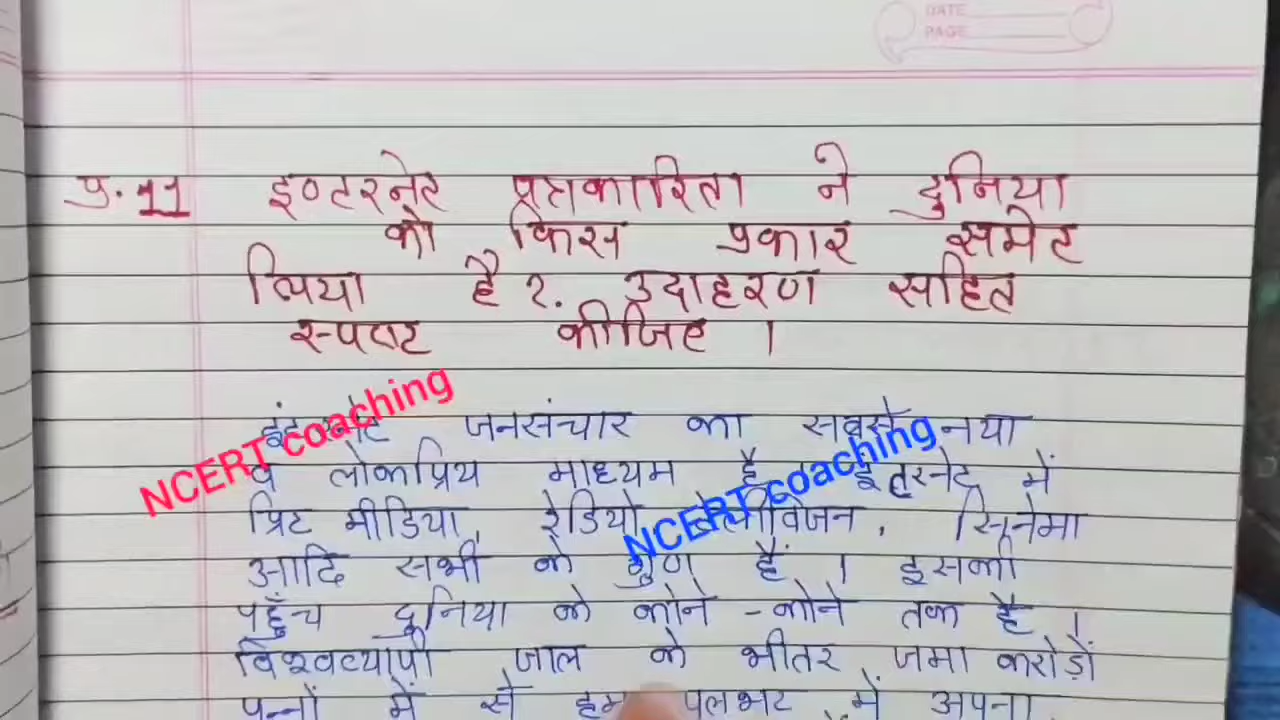 DATE
PAGE
प्र. 11 इण्टरनेट पत्रकारिता ने दुनिया
को किस प्रकार समेट
लिया है ?. उदाहरण सहित
स्पष्ट कीजिए ।
NCERT coaching
इंटरनेट जनसंचार का सबसे नया
व लोकप्रिय माध्यम है इंटरनेट में
NCERT coaching
प्रिंट मीडिया, रेडियो, टेलीविजन, सिनेमा
आदि सभी के गुण हैं । इसकी
पहुँच दुनिया के कोने - कोने तक है ।
विश्वव्यापी जाल के भीतर जमा करोड़ों
पन्नों में से हम पलभर में अपना